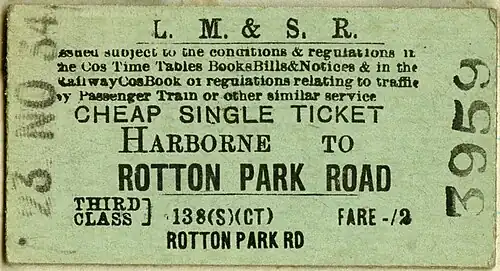 L. M. & S. R.
issued subject to the conditions & regulations in
the Cos Time Tables Books Bills & Notices & in the
Railway Cos Book of regulations relating to traffic
by Passenger Train or other similar service
CHEAP SINGLE TICKET
HARBORNE TO
ROTTON PARK ROAD
THIRD CLASS] 138(S)(CT) FARE -/2
ROTTON PARK RD
23 NO 34
3959